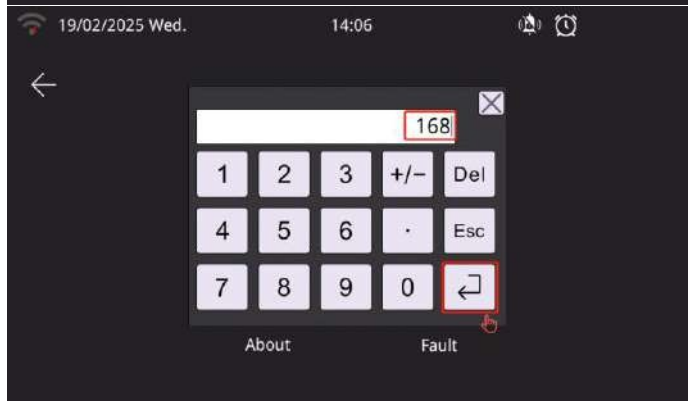 19/02/2025 Wed. 14:06
168
1 2 3 +/- Del
4 5 6 . Esc
7 8 9 0
About Fault